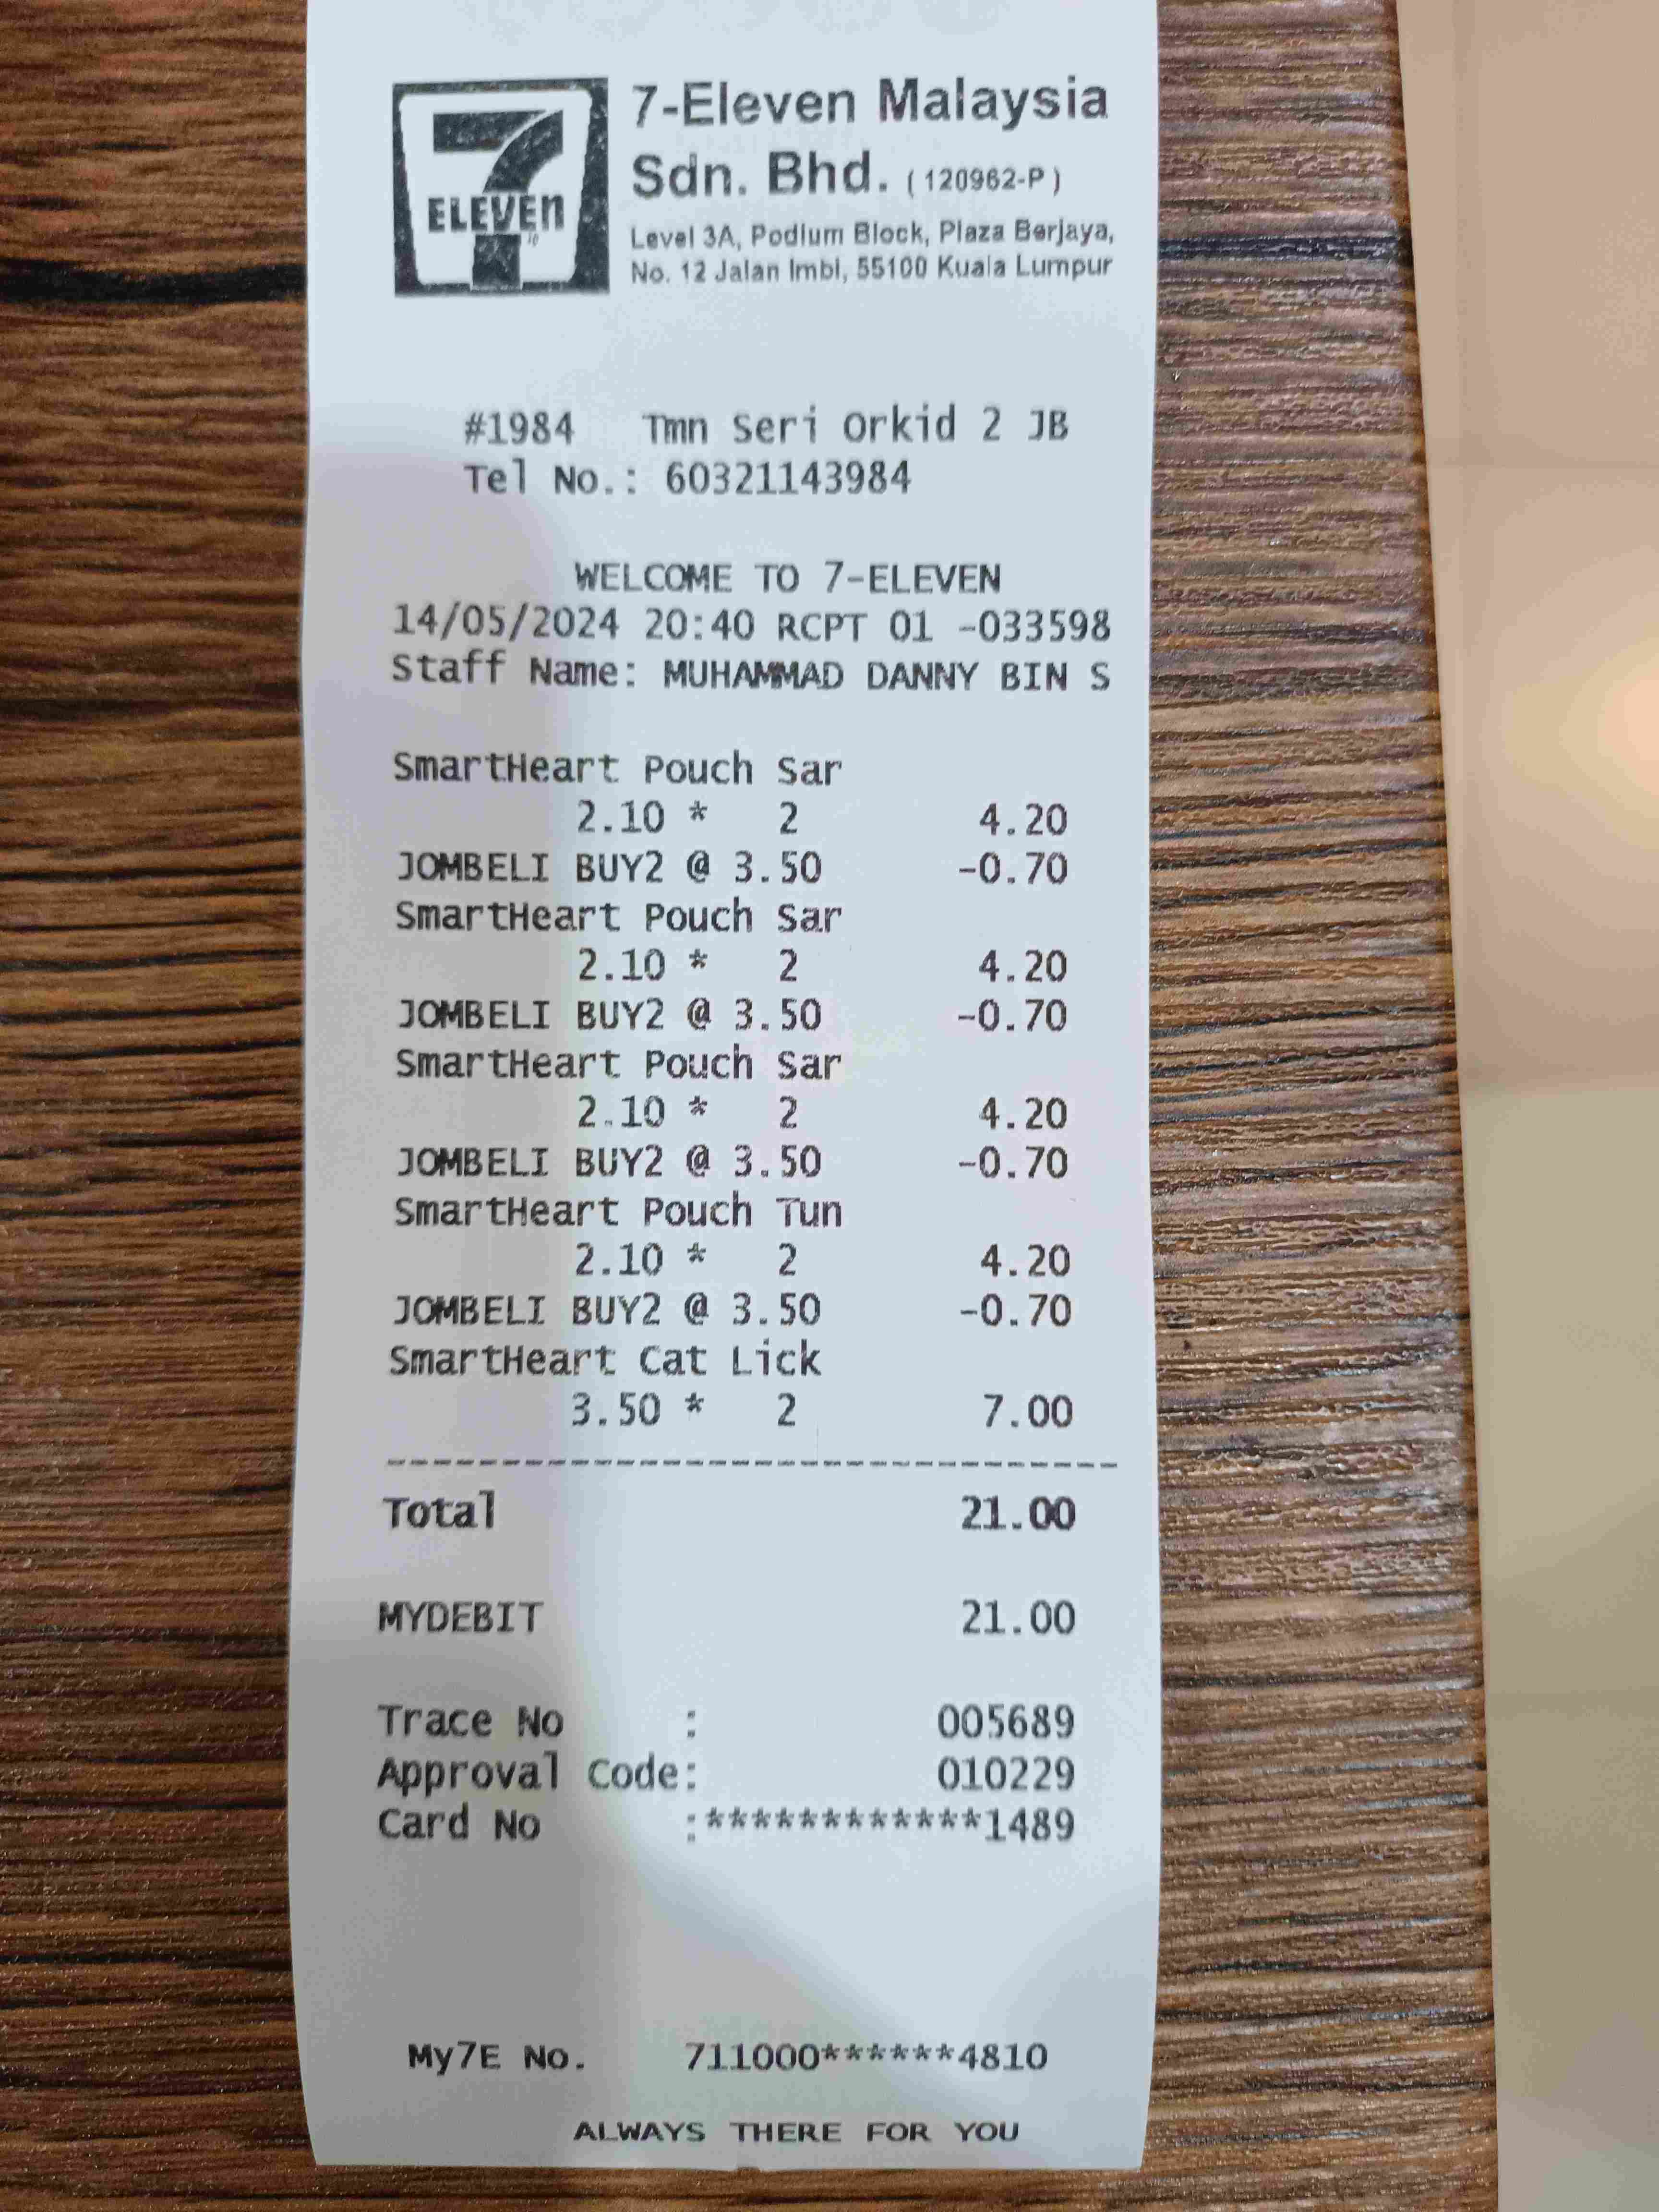 7
ELEVEn
7-Eleven Malaysia
Sdn. Bhd. (120962-P)
Level 3A, Podium Block, Plaza Berjaya,
No. 12 Jalan Imbi, 55100 Kuala Lumpur
#1984 Tmn Seri Orkid 2 JB
Tel No.: 60321143984
WELCOME TO 7-ELEVEN
14/05/2024 20:40 RCPT 01 -033598
Staff Name: MUHAMMAD DANNY BIN S
SmartHeart Pouch Sar
2.10 * 2 4.20
JOMBELI BUY2 @ 3.50 -0.70
SmartHeart Pouch Sar
2.10 * 2 4.20
JOMBELI BUY2 @ 3.50 -0.70
SmartHeart Pouch Sar
2.10 * 2 4.20
JOMBELI BUY2 @ 3.50 -0.70
SmartHeart Pouch Tun
2.10 * 2 4.20
JOMBELI BUY2 @ 3.50 -0.70
SmartHeart Cat Lick
3.50 * 2 7.00
--------------------------------
Total 21.00
MYDEBIT 21.00
Trace No : 005689
Approval Code: 010229
Card No :************1489
My7E No. 711000******4810
ALWAYS THERE FOR YOU